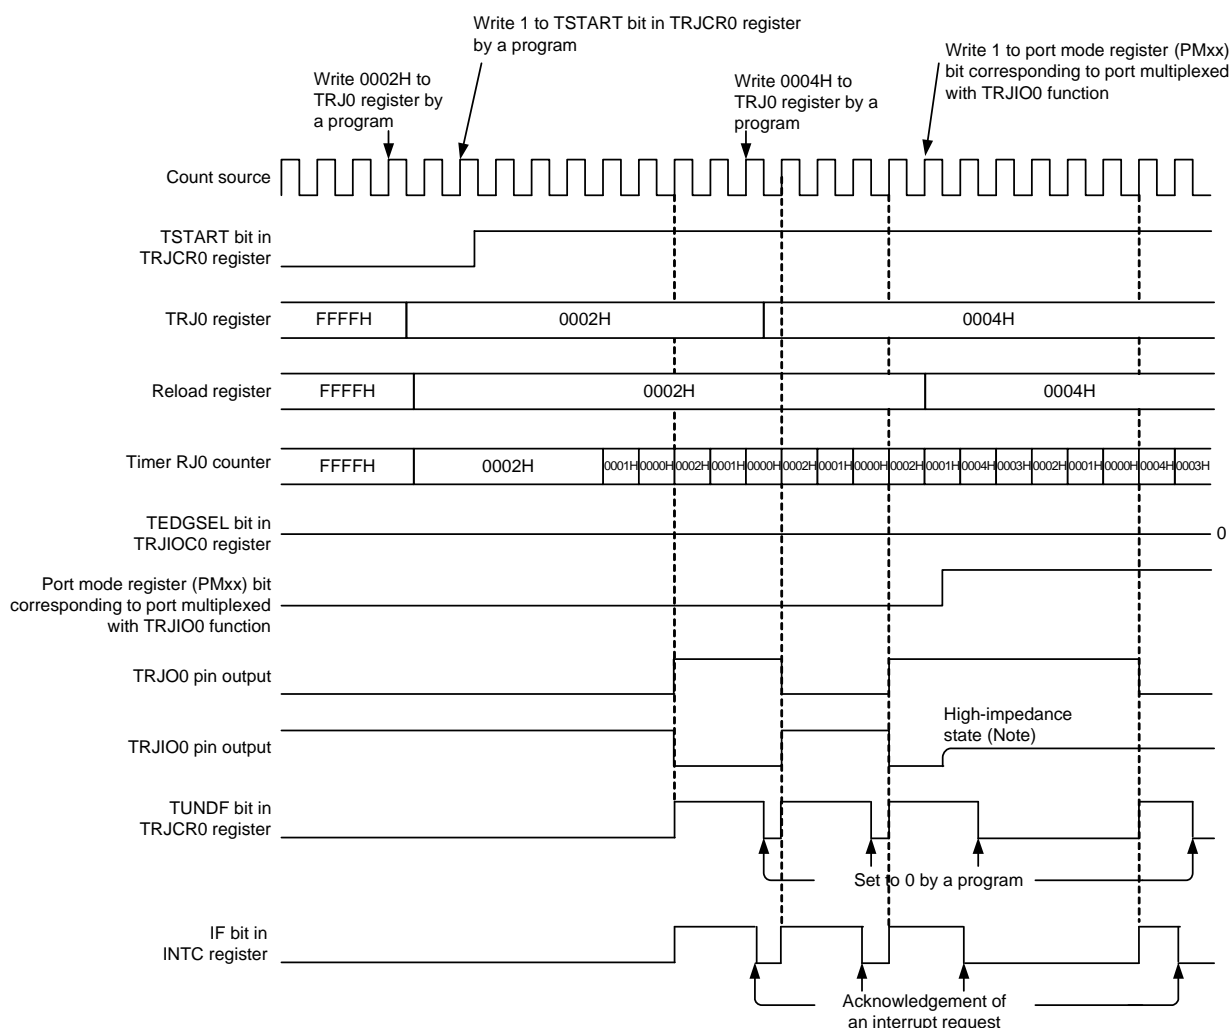 Write 1 to TSTART bit in TRJCR0 register
by a program
Write 1 to port mode register (PMxx)
bit corresponding to port multiplexed
with TRJIO0 function
Write 0002H to
TRJ0 register by
a program
Write 0004H to
TRJ0 register by a
program
Count source
TSTART bit in
TRJCR0 register
TRJ0 register
FFFFH
0002H
0004H
Reload register
FFFFH
0002H
0004H
Timer RJ0 counter
FFFFH
0002H
0001H 0000H 0002H 0001H 0000H 0002H 0001H 0000H 0002H 0001H 0004H 0003H 0002H 0001H 0000H 0004H 0003H
TEDGSEL bit in
TRJIOC0 register
0
Port mode register (PMxx) bit
corresponding to port multiplexed
with TRJIO0 function
TRJO0 pin output
TRJIO0 pin output
High-impedance
state (Note)
TUNDF bit in
TRJCR0 register
Set to 0 by a program
IF bit in
INTC register
Acknowledgement of
an interrupt request